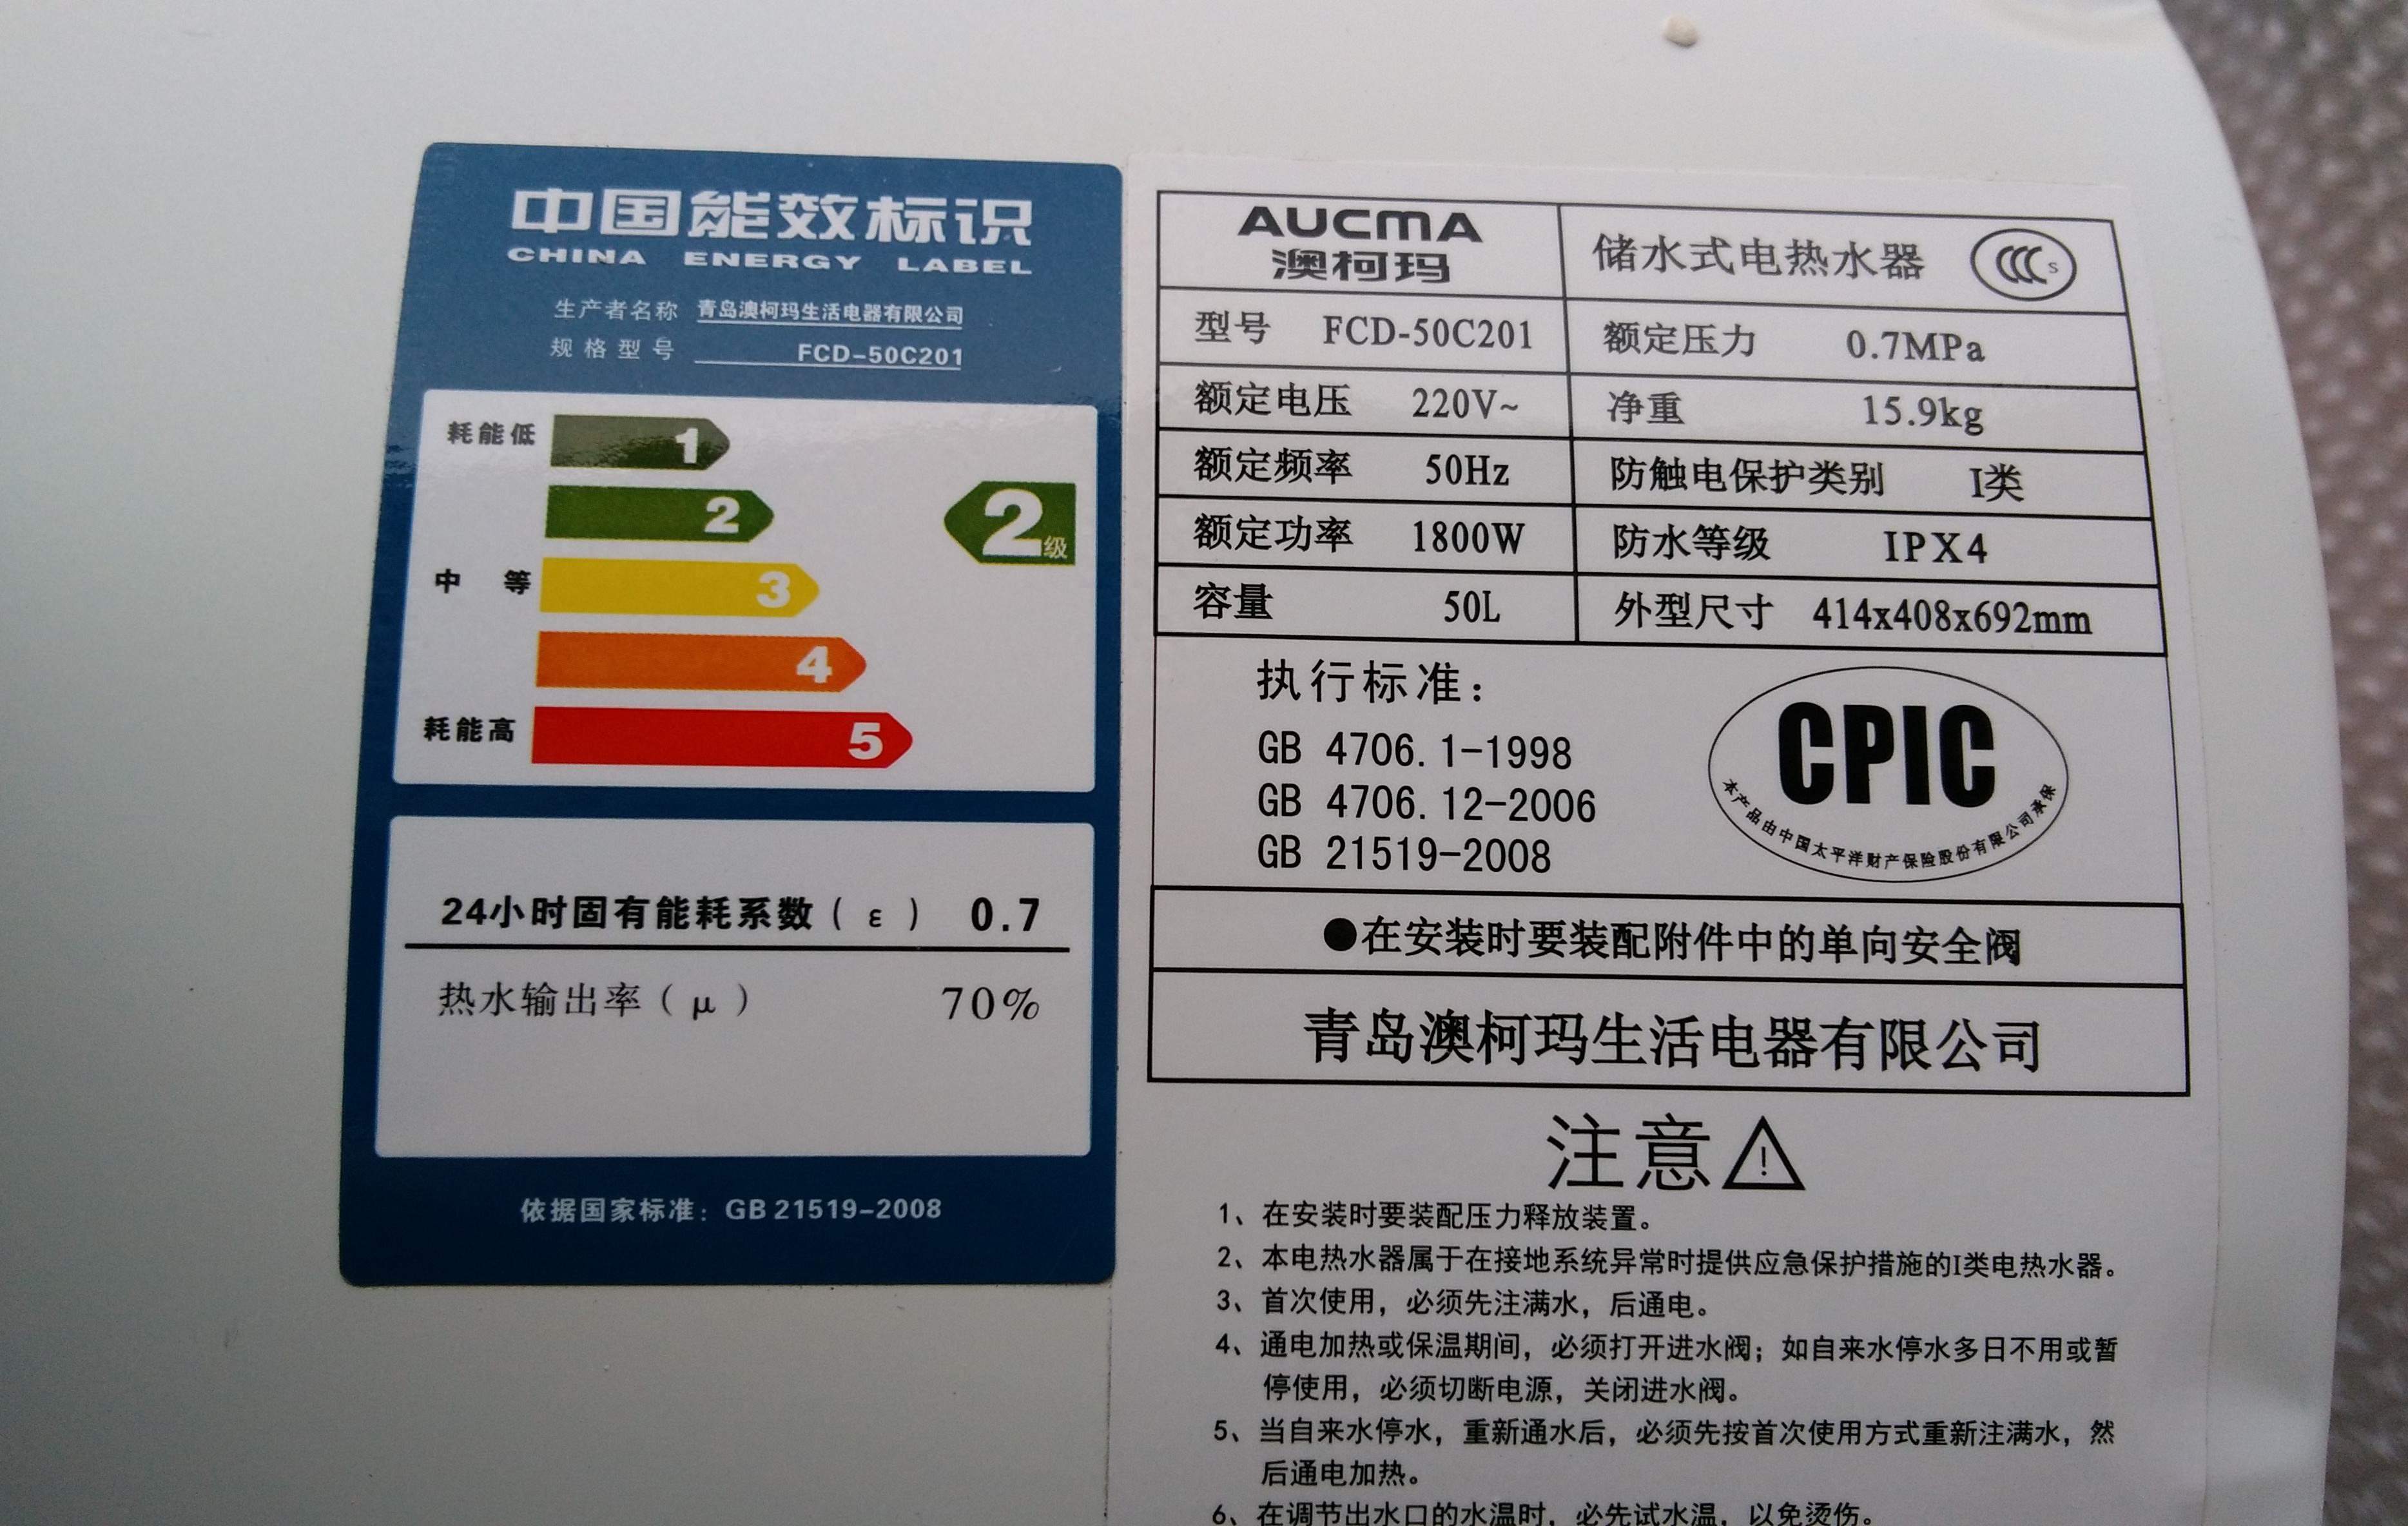 中国能效标识
CHINA ENERGY LABEL
生产者名称 青岛澳柯玛生活电器有限公司
规格型号 FCD-50C201
耗能低 1
2
2级
中等 3
4
耗能高 5
24小时固有能耗系数(ε) 0.7
热水输出率(μ) 70%
依据国家标准：GB 21519-2008
AUCMA
澳柯玛
储水式电热水器 CCC S
型号 FCD-50C201 额定压力 0.7MPa
额定电压 220V~ 净重 15.9kg
额定频率 50Hz 防触电保护类别 I类
额定功率 1800W 防水等级 IPX4
容量 50L 外型尺寸 414x408x692mm
执行标准：
GB 4706.1-1998
GB 4706.12-2006
GB 21519-2008
CPIC
本产品由中国太平洋财产保险股份有限公司承保
●在安装时要装配附件中的单向安全阀
青岛澳柯玛生活电器有限公司
注意
1、在安装时要装配压力释放装置。
2、本电热水器属于在接地系统异常时提供应急保护措施的I类电热水器。
3、首次使用，必须先注满水，后通电。
4、通电加热或保温期间，必须打开进水阀；如自来水停水多日不用或暂
停使用，必须切断电源，关闭进水阀。
5、当自来水停水，重新通水后，必须先按首次使用方式重新注满水，然
后通电加热。
6、在调节出水口的水温时，必先试水温，以免烫伤。